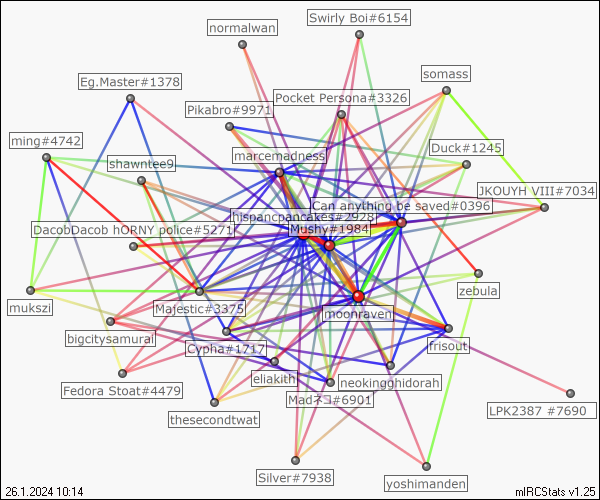 Swirly Boi#6154
normalwan
somass
Eg.Master#1378
Pocket Persona#3326
Pikabro#9971
ming#4742
Duck#1245
marcemadness
shawntee9
JKOUYH VIII#7034
Can anything be saved#0396
hispancpancakes#2928
DacobDacob hORNY police#5271
Mushy#1984
zebula
mukszi
Majestic#3375
moonraven
bigcitysamurai
frisout
Cypha#1717
eliakith
neokingghidorah
Fedora Stoat#4479
Madネコ#6901
LPK2387 #7690
thesecondtwat
Silver#7938
yoshimanden
26.1.2024 10:14
mIRCStats v1.25